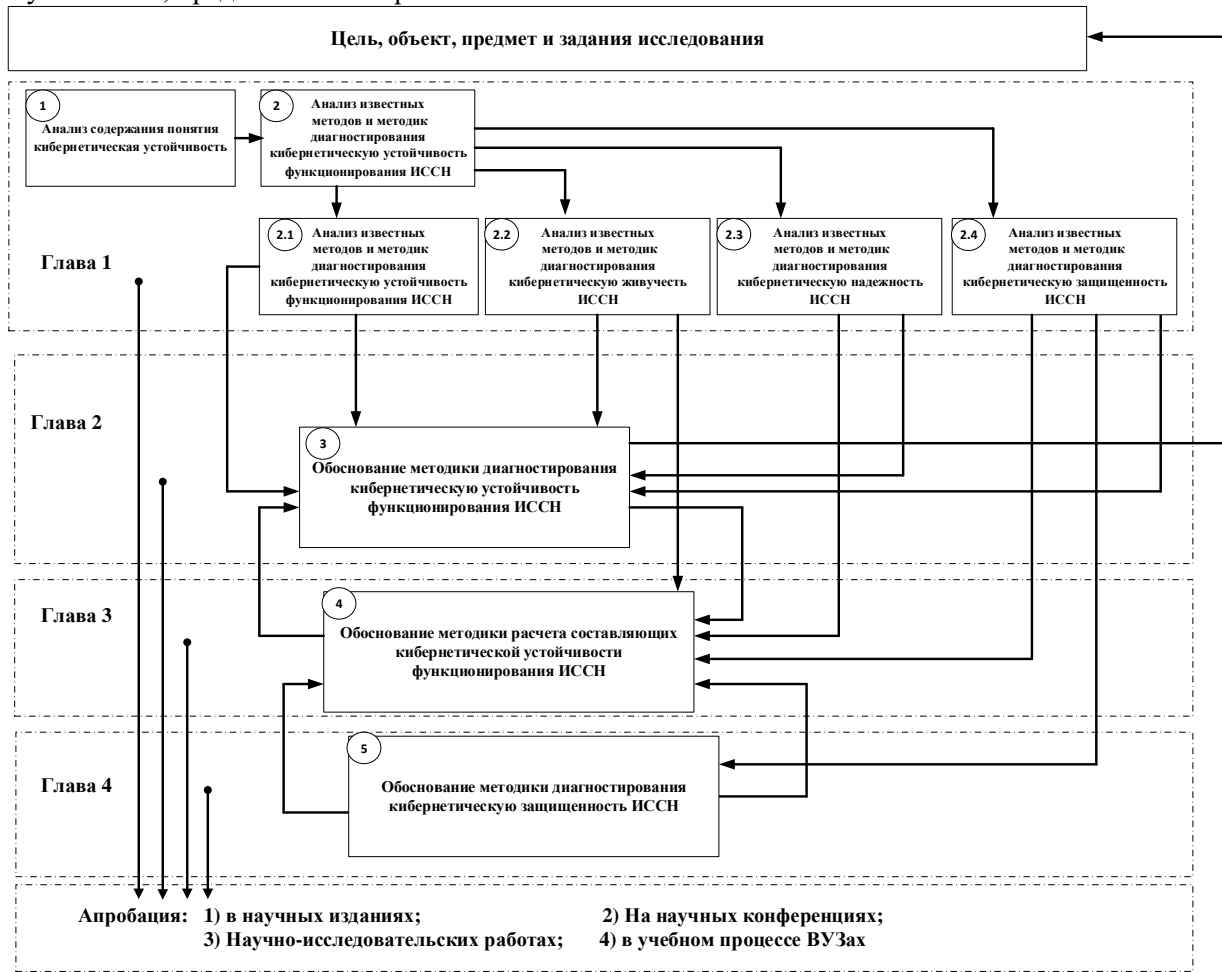 Цель, объект, предмет и задания исследования
1
Анализ содержания понятия
кибернетическая устойчивость
2
Анализ известных
методов и методик
диагностирования
кибернетическую устойчивость
функционирования ИССН
Глава 1
2.1
Анализ известных
методов и методик
диагностирования
кибернетическую устойчивость
функционирования ИССН
2.2
Анализ известных
методов и методик
диагностирования
кибернетическую живучесть
ИССН
2.3
Анализ известных
методов и методик
диагностирования
кибернетическую надежность
ИССН
2.4
Анализ известных
методов и методик
диагностирования
кибернетическую защищенность
ИССН
Глава 2
3
Обоснование методики диагностирования
кибернетическую устойчивость
функционирования ИССН
Глава 3
4
Обоснование методики расчета составляющих
кибернетической устойчивости
функционирования ИССН
Глава 4
5
Обоснование методики диагностирования
кибернетическую защищенность ИССН
Апробация: 1) в научных изданиях; 2) На научных конференциях;
3) Научно-исследовательских работах; 4) в учебном процессе ВУЗах